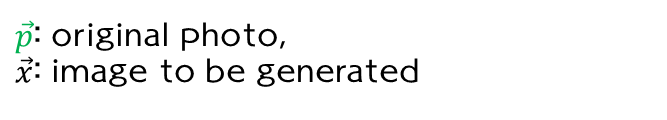 p⃗: original photo,
x⃗: image to be generated